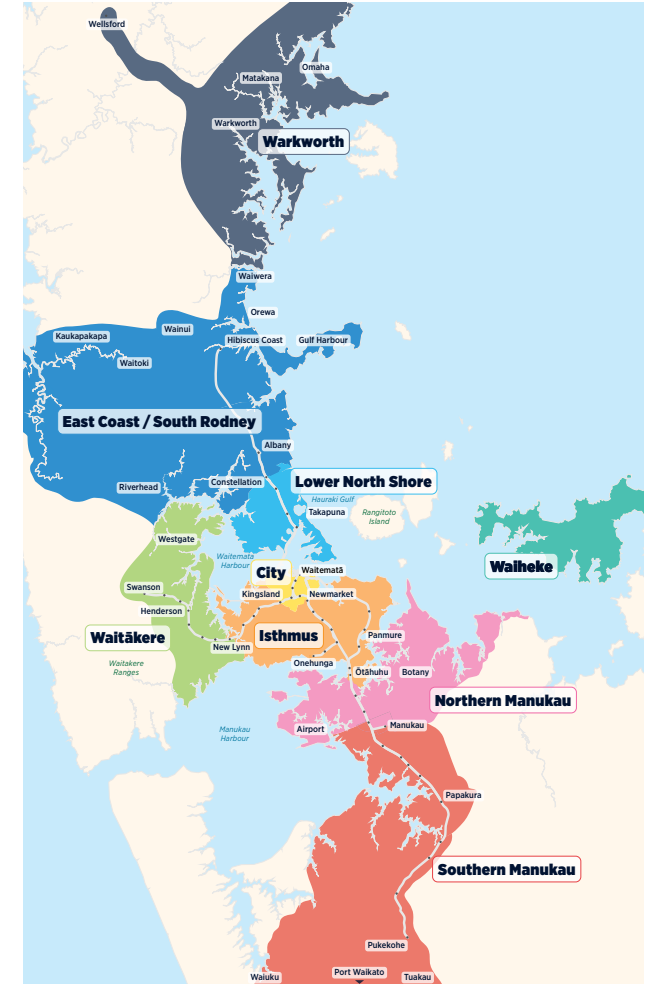 Wellsford
Omaha
Matakana
Warkworth
Warkworth
Waiwera
Orewa
Wainui
Kaukapakapa
Hibiscus Coast
Gulf Harbour
Waitoki
East Coast / South Rodney
Albany
Constellation
Lower North Shore
Riverhead
Hauraki Gulf
Takapuna
Rangitoto
Island
Westgate
Waitemata
Harbour
Waiheke
City
Waitematā
Swanson
Kingsland
Newmarket
Henderson
Waitākere
Isthmus
Panmure
New Lynn
Onehunga
Waitakere
Ranges
Ōtāhuhu
Botany
Northern Manukau
Manukau
Harbour
Airport
Manukau
Papakura
Southern Manukau
Pukekohe
Waiuku
Port Waikato
Tuakau